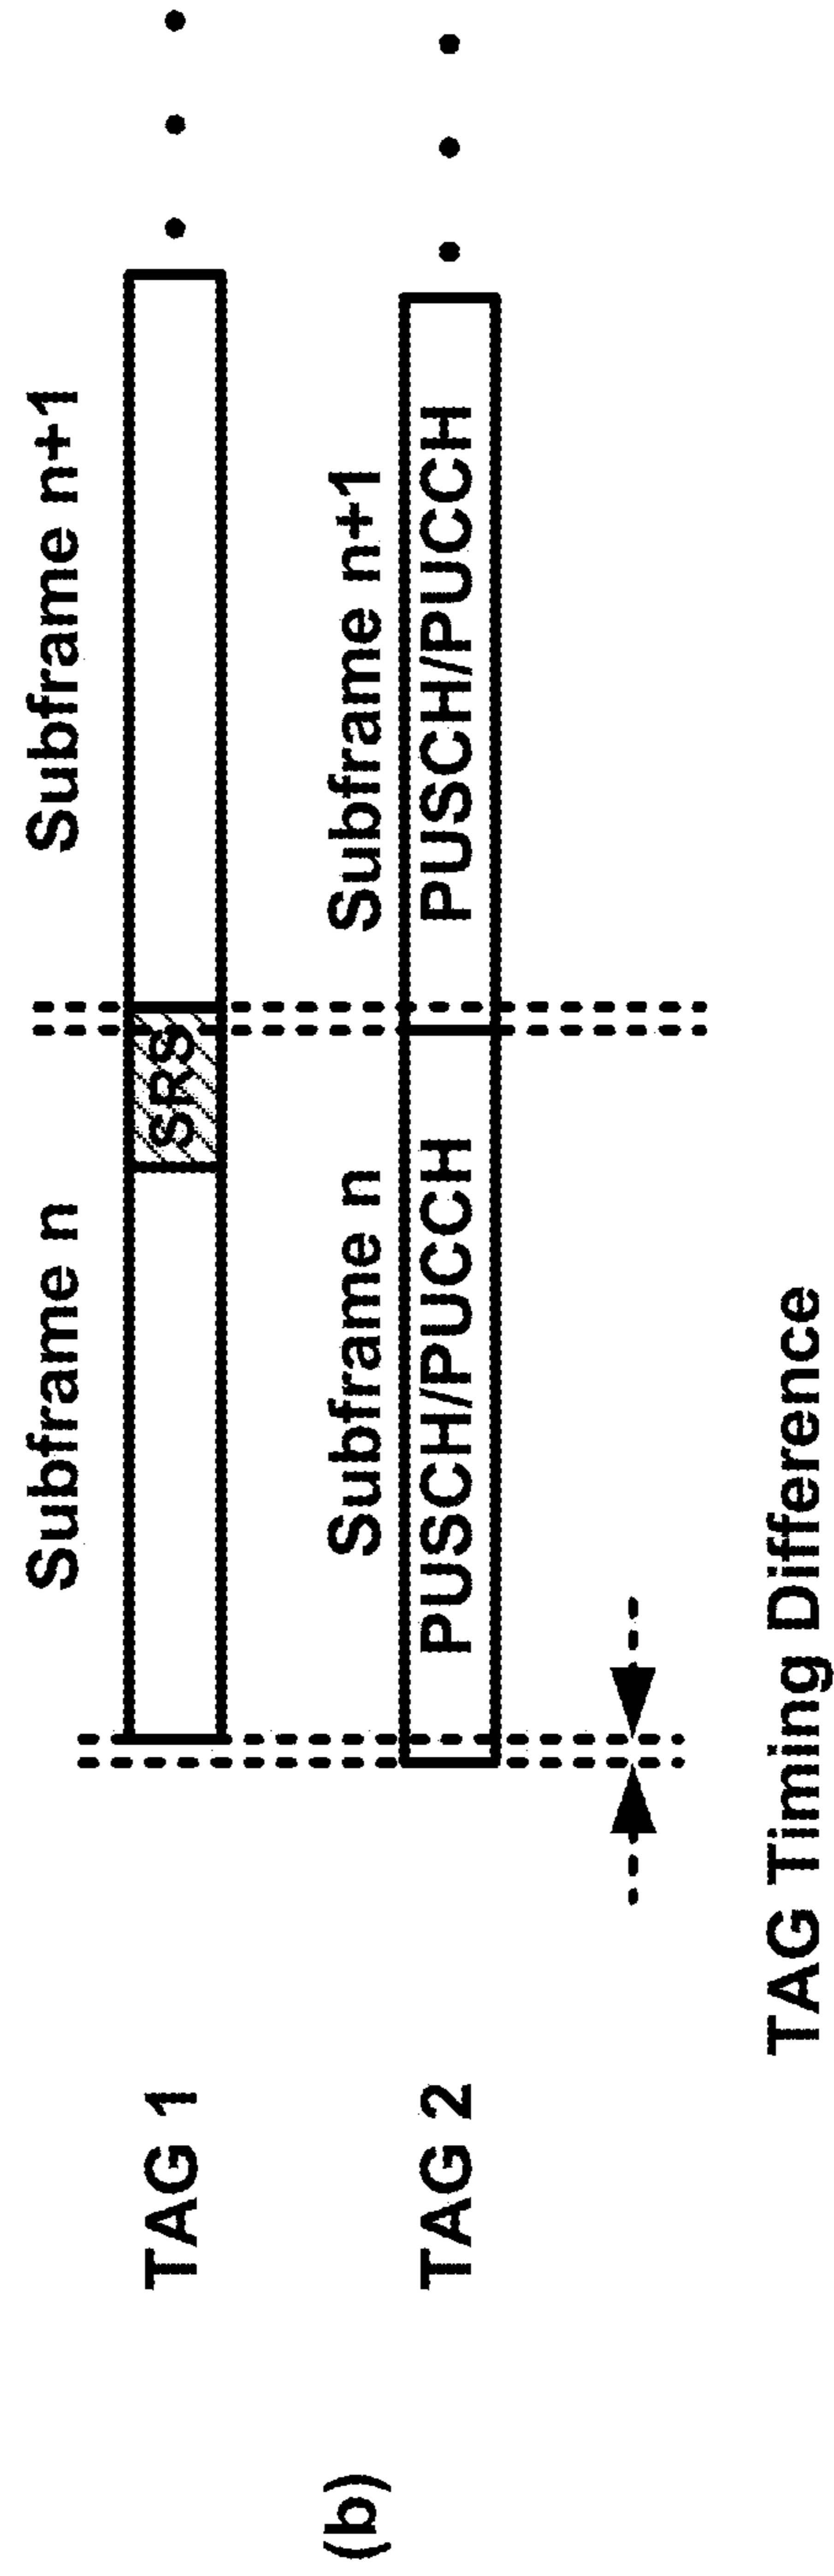 (b)
Subframe n
Subframe n+1
TAG 1
SRS
Subframe n
Subframe n+1
TAG 2
PUSCH/PUCCH
PUSCH/PUCCH
TAG Timing Difference